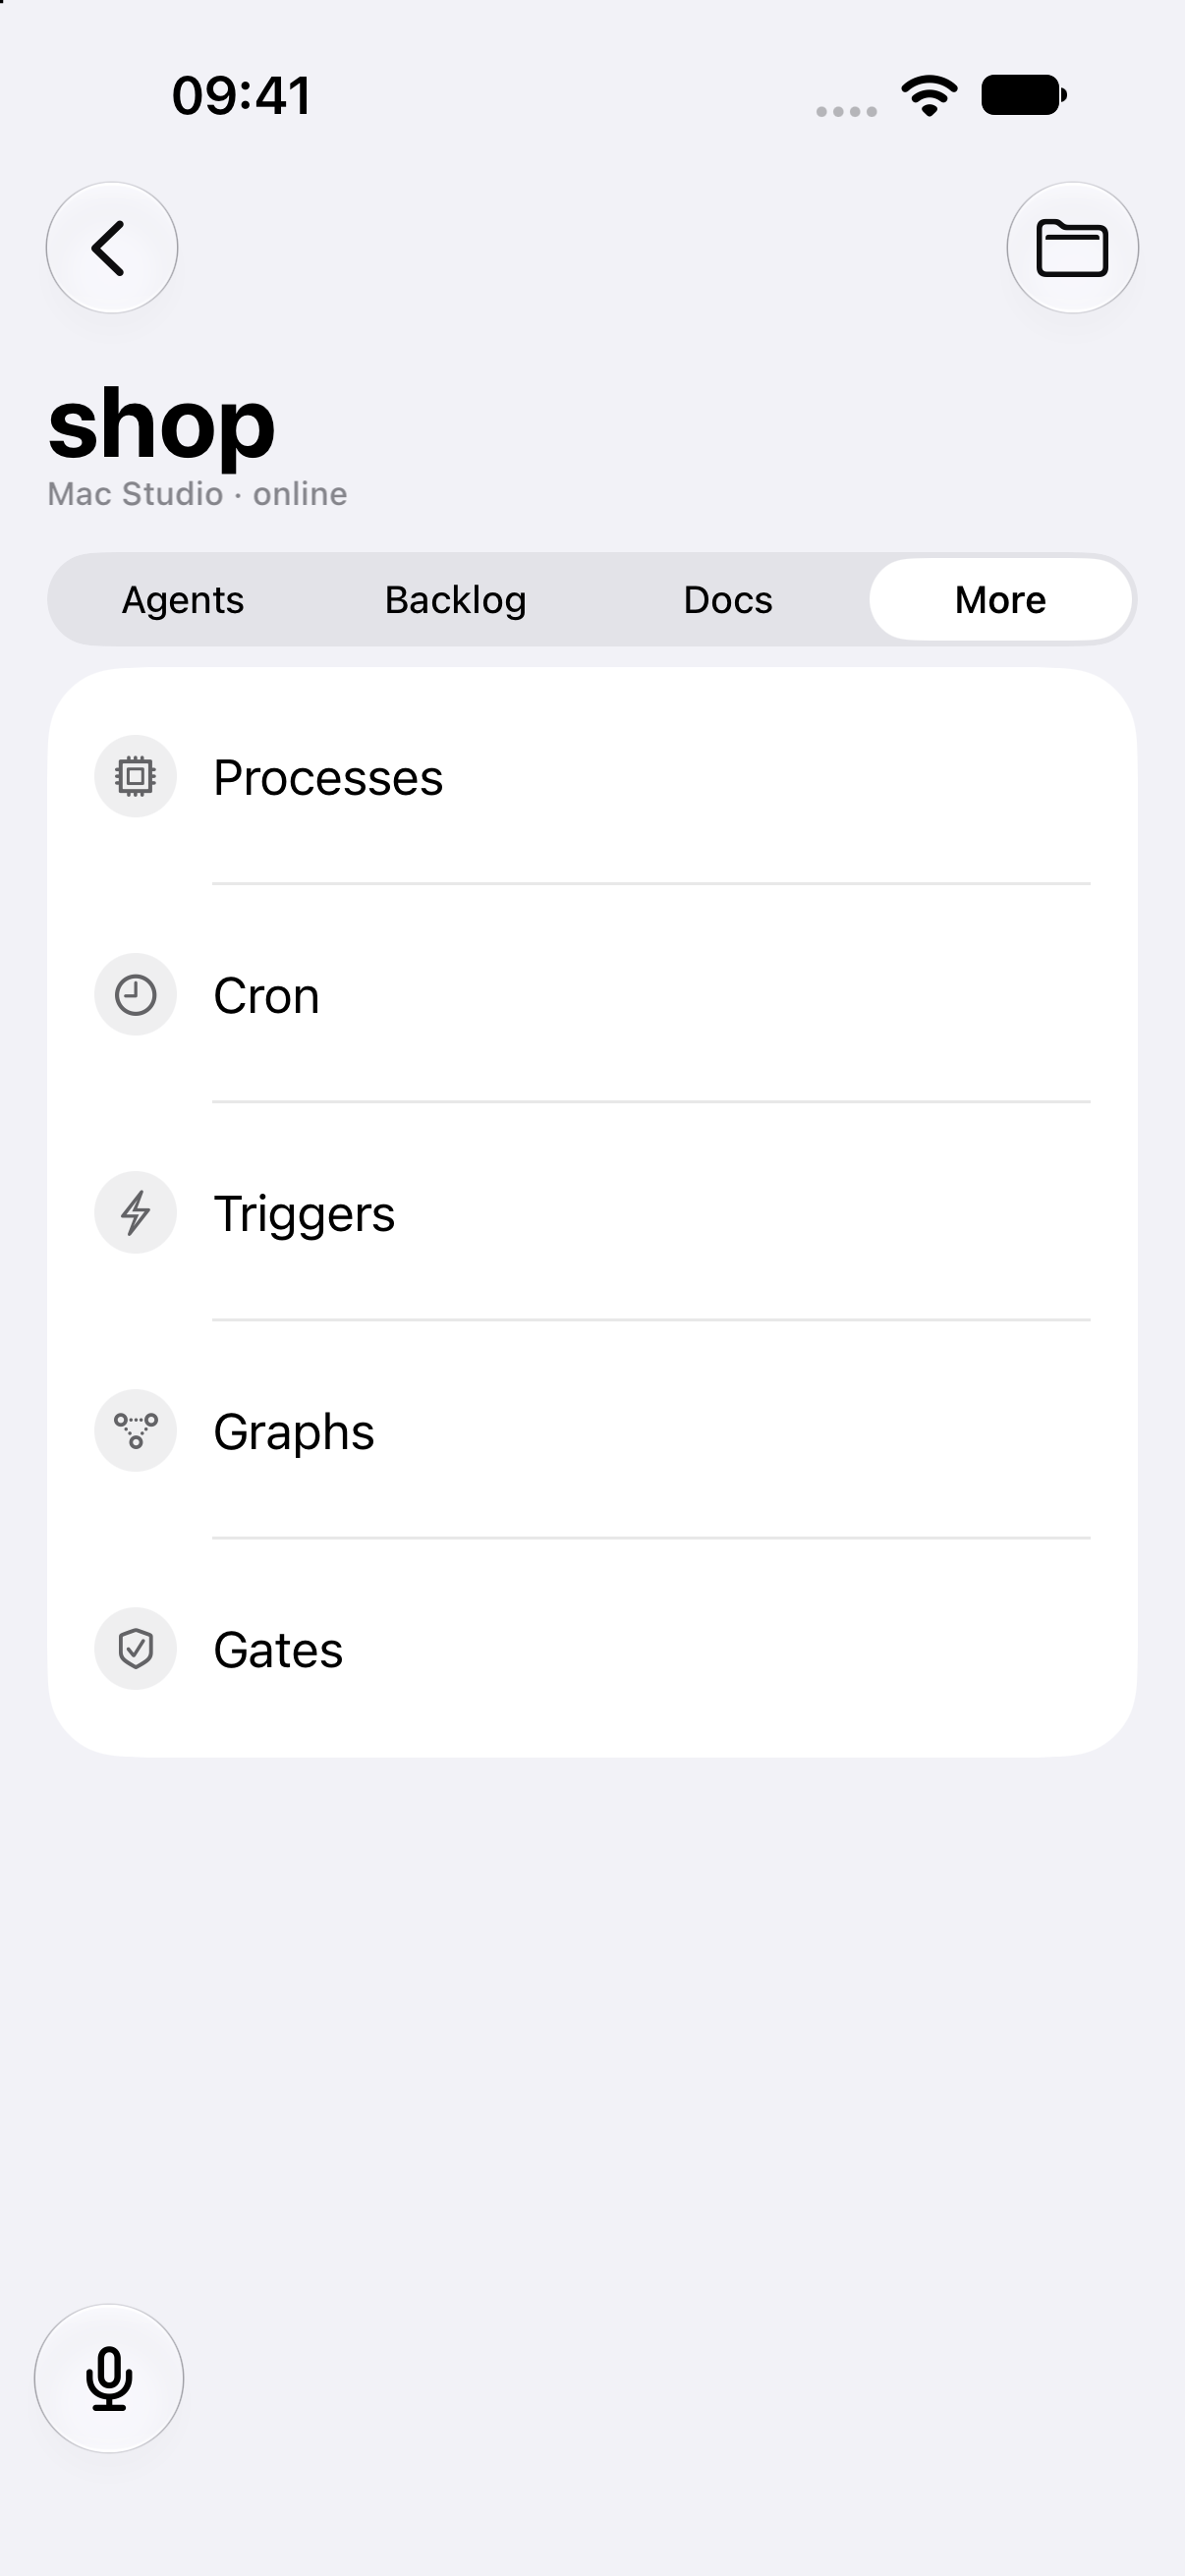 09:41
shop
Mac Studio · online
Agents Backlog Docs More
Processes
Cron
Triggers
Graphs
Gates